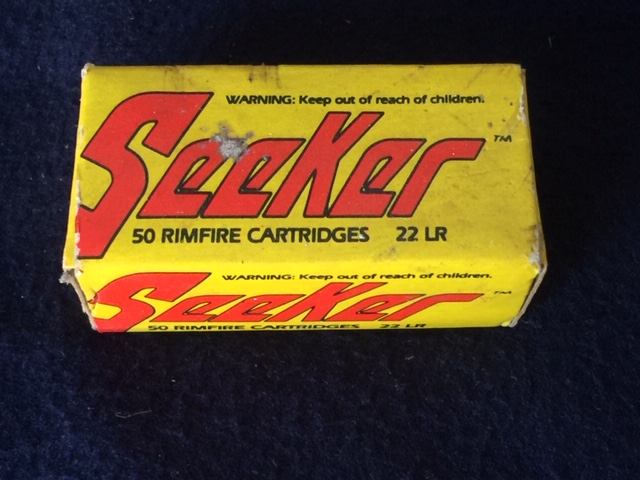 WARNING: Keep out of reach of children.
Seeker™
50 RIMFIRE CARTRIDGES 22 LR
WARNING: Keep out of reach of children.
Seeker™
50 RIMFIRE CARTRIDGES 22 LR